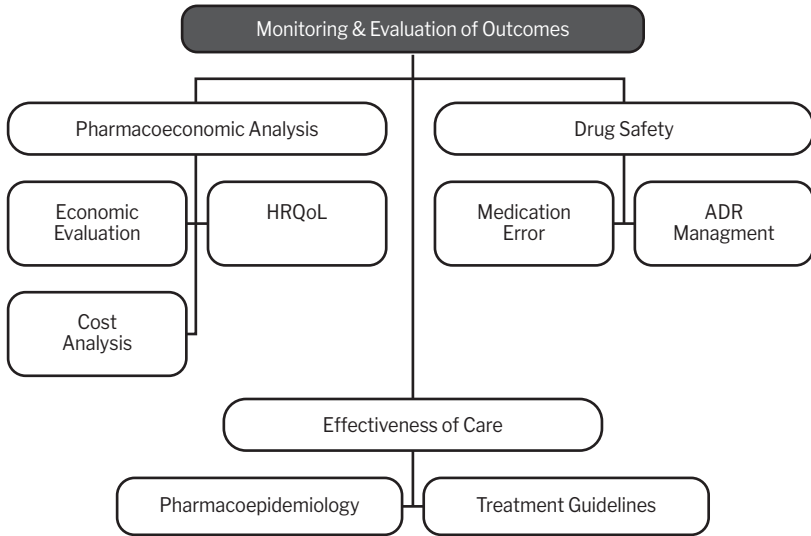 Monitoring & Evaluation of Outcomes
Pharmacoeconomic Analysis
Drug Safety
Economic
Evaluation
HRQoL
Medication
Error
ADR
Managment
Cost
Analysis
Effectiveness of Care
Pharmacoepidemiology
Treatment Guidelines